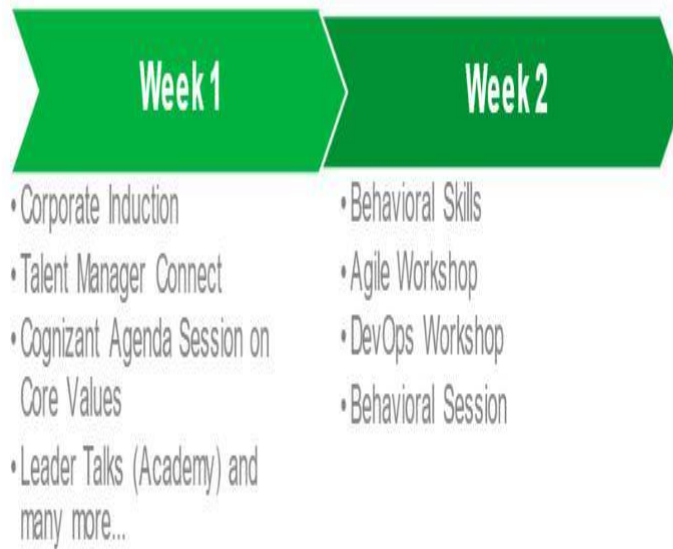 Week 1
• Corporate Induction
• Talent Manager Connect
• Cognizant Agenda Session on
Core Values
• Leader Talks (Academy) and
many more...
Week 2
• Behavioral Skills
• Agile Workshop
• DevOps Workshop
• Behavioral Session